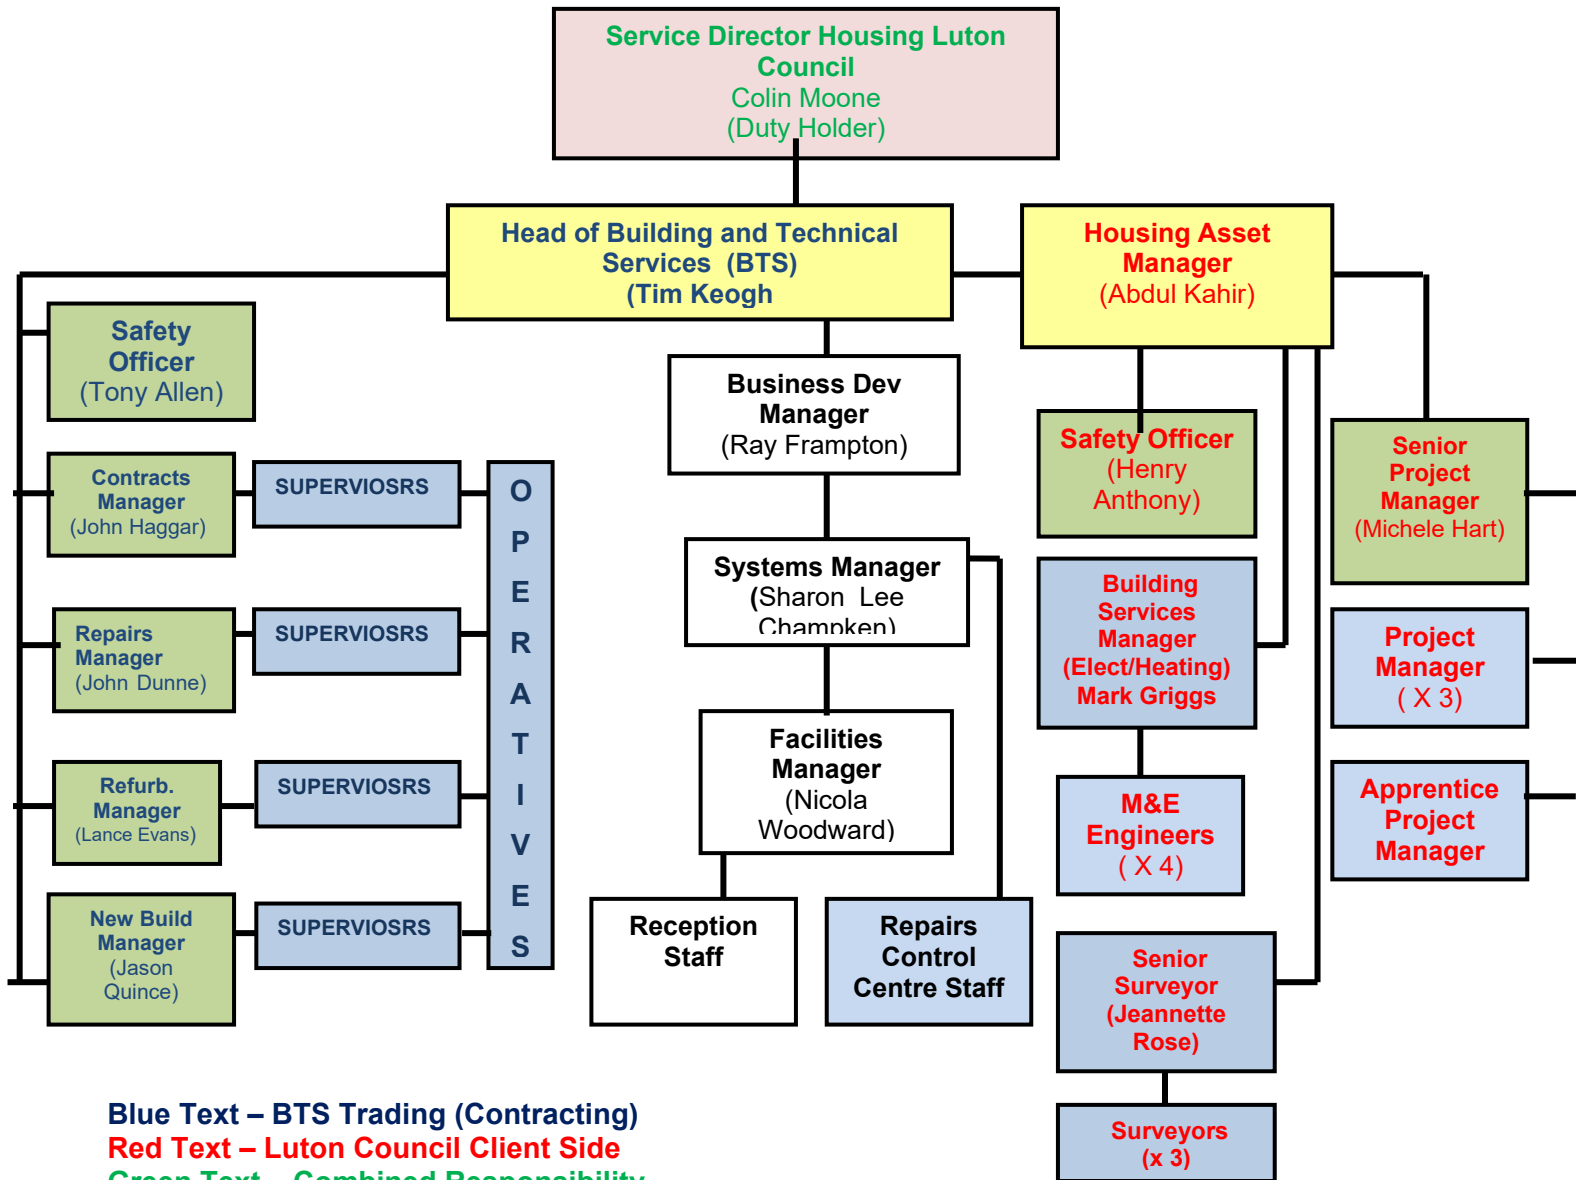 Service Director Housing Luton
Council
Colin Moone
(Duty Holder)
Head of Building and Technical
Services (BTS)
(Tim Keogh
Housing Asset
Manager
(Abdul Kahir)
Safety
Officer
(Tony Allen)
Contracts
Manager
(John Haggar)
SUPERVIOSRS
Repairs
Manager
(John Dunne)
SUPERVIOSRS
Refurb.
Manager
(Lance Evans)
SUPERVIOSRS
New Build
Manager
(Jason
Quince)
SUPERVIOSRS
O
P
E
R
A
T
I
V
E
S
Business Dev
Manager
(Ray Frampton)
Systems Manager
(Sharon Lee
Champken)
Facilities
Manager
(Nicola
Woodward)
Reception
Staff
Repairs
Control
Centre Staff
Safety Officer
(Henry
Anthony)
Building
Services
Manager
(Elect/Heating)
Mark Griggs
M&E
Engineers
( X 4)
Senior
Surveyor
(Jeannette
Rose)
Surveyors
(x 3)
Senior
Project
Manager
(Michele Hart)
Project
Manager
( X 3)
Apprentice
Project
Manager
Blue Text – BTS Trading (Contracting)
Red Text – Luton Council Client Side
Green Text – Combined Responsibility